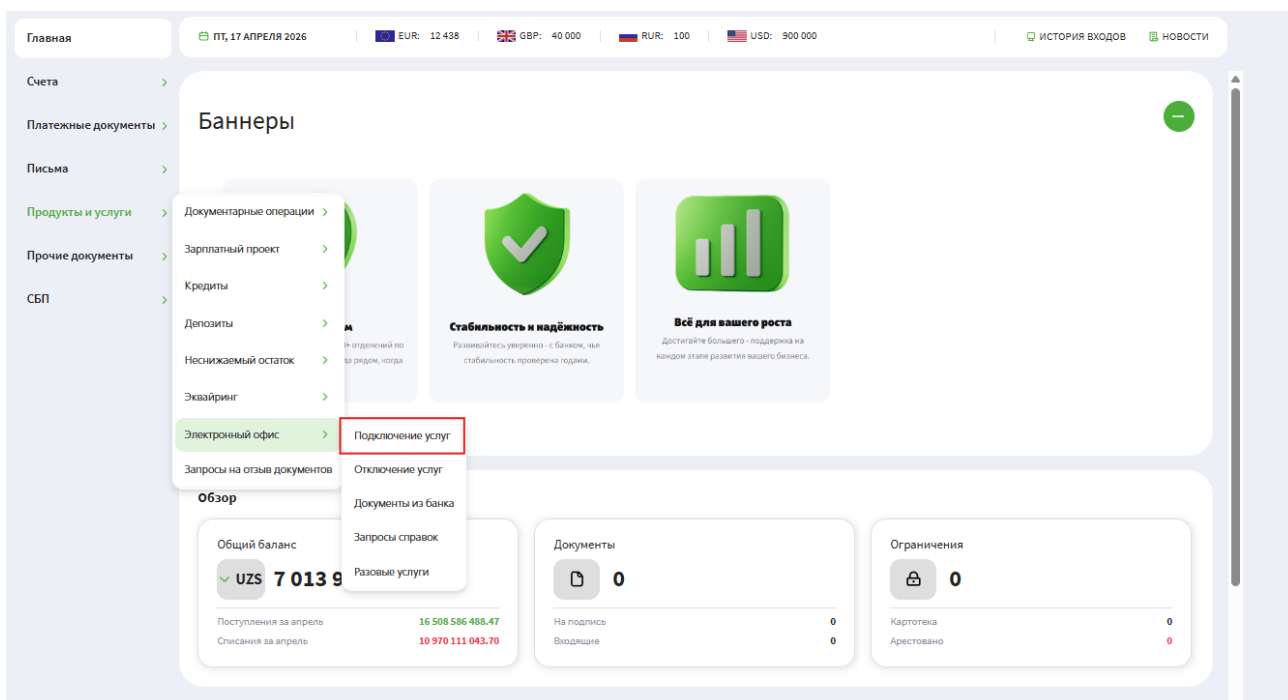 Главная
ПТ, 17 АПРЕЛЯ 2026
EUR: 12 438
GBP: 40 000
RUR: 100
USD: 900 000
ИСТОРИЯ ВХОДОВ
НОВОСТИ
Счета
Платежные документы
Письма
Продукты и услуги
Прочие документы
СБП
Баннеры
Документарные операции
Зарплатный проект
Кредиты
Депозиты
Неснижаемый остаток
Эквайринг
Электронный офис
Запросы на отзыв документов
Подключение услуг
Отключение услуг
Документы из банка
Запросы справок
Разовые услуги
отделений по
рядом, когда
Стабильность и надёжность
Развивайтесь уверенно - с банком, чья
стабильность проверена годами.
Всё для вашего роста
Достигайте большего - поддержка на
каждом этапе развития вашего бизнеса.
Обзор
Общий баланс
UZS 7 013 9
Поступления за апрель 16 508 586 488.47
Списания за апрель 10 970 111 043.70
Документы
0
На подпись 0
Входящие 0
Ограничения
0
Картотека 0
Арестовано 0